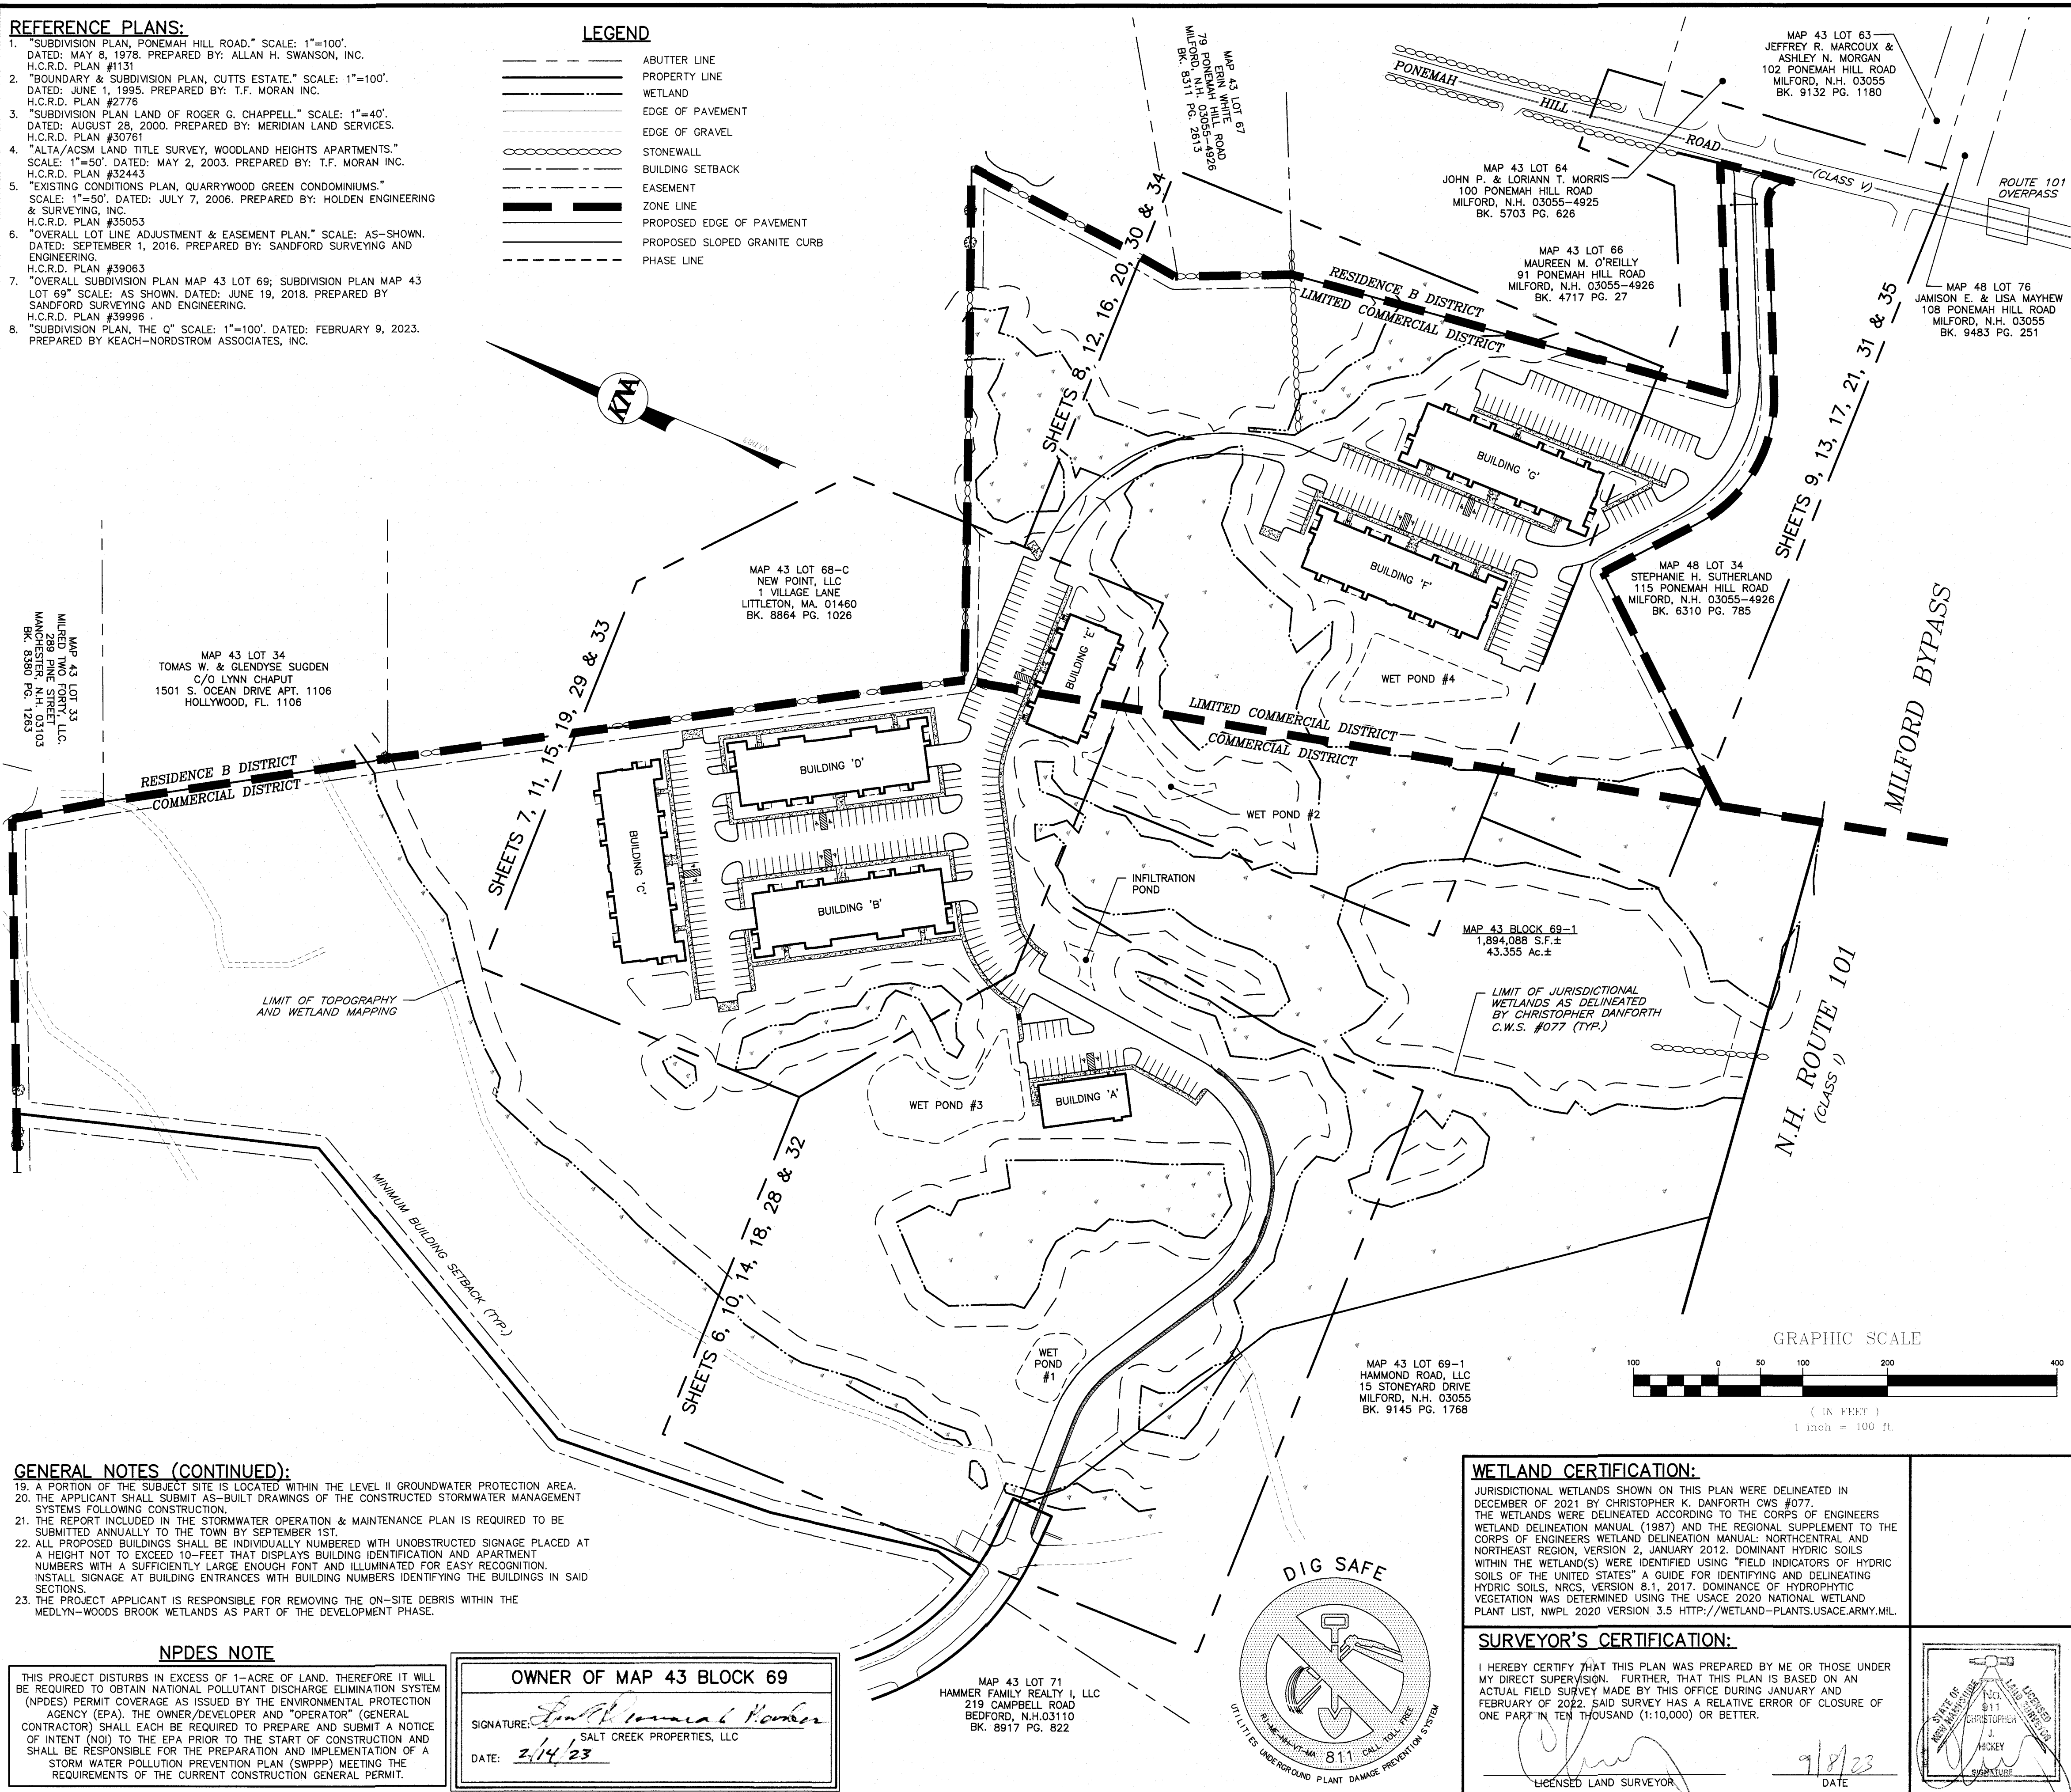 REFERENCE PLANS:
1. "SUBDIVISION PLAN, PONEMAH HILL ROAD." SCALE: 1"=100'.
DATED: MAY 8, 1978. PREPARED BY: ALLAN H. SWANSON, INC.
H.C.R.D. PLAN #1131
2. "BOUNDARY & SUBDIVISION PLAN, CUTTS ESTATE." SCALE: 1"=100'.
DATED: JUNE 1, 1995. PREPARED BY: T.F. MORAN INC.
H.C.R.D. PLAN #2776
3. "SUBDIVISION PLAN LAND OF ROGER G. CHAPPELL." SCALE: 1"=40'.
DATED: AUGUST 28, 2000. PREPARED BY: MERIDIAN LAND SERVICES.
H.C.R.D. PLAN #30761
4. "ALTA/ACSM LAND TITLE SURVEY, WOODLAND HEIGHTS APARTMENTS."
SCALE: 1"=50'. DATED: MAY 2, 2003. PREPARED BY: T.F. MORAN INC.
H.C.R.D. PLAN #32443
5. "EXISTING CONDITIONS PLAN, QUARRYWOOD GREEN CONDOMINIUMS."
SCALE: 1"=50'. DATED: JULY 7, 2006. PREPARED BY: HOLDEN ENGINEERING
& SURVEYING, INC.
H.C.R.D. PLAN #35053
6. "OVERALL LOT LINE ADJUSTMENT & EASEMENT PLAN." SCALE: AS-SHOWN.
DATED: SEPTEMBER 1, 2016. PREPARED BY: SANDFORD SURVEYING AND
ENGINEERING.
H.C.R.D. PLAN #39063
7. "OVERALL SUBDIVISION PLAN MAP 43 LOT 69; SUBDIVISION PLAN MAP 43
LOT 69" SCALE: AS SHOWN. DATED: JUNE 19, 2018. PREPARED BY
SANDFORD SURVEYING AND ENGINEERING.
H.C.R.D. PLAN #39996
8. "SUBDIVISION PLAN, THE Q" SCALE: 1"=100'. DATED: FEBRUARY 9, 2023.
PREPARED BY KEACH-NORDSTROM ASSOCIATES, INC.
LEGEND
ABUTTER LINE
PROPERTY LINE
WETLAND
EDGE OF PAVEMENT
EDGE OF GRAVEL
STONEWALL
BUILDING SETBACK
EASEMENT
ZONE LINE
PROPOSED EDGE OF PAVEMENT
PROPOSED SLOPED GRANITE CURB
PHASE LINE
KNA
MAP 43 LOT 67
ERIN WHITE
79 PONEMAH HILL ROAD
MILFORD, N.H. 03055-4926
BK. 8311 PG. 2613
PONEMAH HILL ROAD
(CLASS V)
MAP 43 LOT 63
JEFFREY R. MARCOUX &
ASHLEY N. MORGAN
102 PONEMAH HILL ROAD
MILFORD, N.H. 03055
BK. 9132 PG. 1180
ROUTE 101
OVERPASS
MAP 43 LOT 64
JOHN P. & LORIANN T. MORRIS
100 PONEMAH HILL ROAD
MILFORD, N.H. 03055-4925
BK. 5703 PG. 626
MAP 43 LOT 66
MAUREEN M. O'REILLY
91 PONEMAH HILL ROAD
MILFORD, N.H. 03055-4926
BK. 4717 PG. 27
MAP 48 LOT 76
JAMISON E. & LISA MAYHEW
108 PONEMAH HILL ROAD
MILFORD, N.H. 03055
BK. 9483 PG. 251
RESIDENCE B DISTRICT
LIMITED COMMERCIAL DISTRICT
SHEETS 8, 12, 16, 20, 30 & 34
SHEETS 9, 13, 17, 21, 31 & 35
BUILDING 'G'
BUILDING 'F'
BUILDING 'E'
MAP 48 LOT 34
STEPHANIE H. SUTHERLAND
115 PONEMAH HILL ROAD
MILFORD, N.H. 03055-4926
BK. 6310 PG. 785
MILFORD BYPASS
MAP 43 LOT 68-C
NEW POINT, LLC
1 VILLAGE LANE
LITTLETON, MA. 01460
BK. 8864 PG. 1026
MAP 43 LOT 33
MILRED TWO FORTY, LLC.
289 PINE STREET
MANCHESTER, N.H. 03103
BK. 8380 PG. 1263
MAP 43 LOT 34
TOMAS W. & GLENDYSE SUGDEN
C/O LYNN CHAPUT
1501 S. OCEAN DRIVE APT. 1106
HOLLYWOOD, FL. 1106
SHEETS 7, 11, 15, 19, 29 & 33
WET POND #4
LIMITED COMMERCIAL DISTRICT
COMMERCIAL DISTRICT
RESIDENCE B DISTRICT
COMMERCIAL DISTRICT
BUILDING 'D'
BUILDING 'C'
BUILDING 'B'
WET POND #2
INFILTRATION
POND
MAP 43 BLOCK 69-1
1,894,088 S.F.±
43.355 Ac.±
LIMIT OF JURISDICTIONAL
WETLANDS AS DELINEATED
BY CHRISTOPHER DANFORTH
C.W.S. #077 (TYP.)
N.H. ROUTE 101
(CLASS I)
LIMIT OF TOPOGRAPHY
AND WETLAND MAPPING
WET POND #3
BUILDING 'A'
MINIMUM BUILDING SETBACK (TYP.)
SHEETS 6, 10, 14, 18, 28 & 32
WET
POND
#1
MAP 43 LOT 69-1
HAMMOND ROAD, LLC
15 STONEYARD DRIVE
MILFORD, N.H. 03055
BK. 9145 PG. 1768
GRAPHIC SCALE
100 0 50 100 200 400
( IN FEET )
1 inch = 100 ft.
GENERAL NOTES (CONTINUED):
19. A PORTION OF THE SUBJECT SITE IS LOCATED WITHIN THE LEVEL II GROUNDWATER PROTECTION AREA.
20. THE APPLICANT SHALL SUBMIT AS-BUILT DRAWINGS OF THE CONSTRUCTED STORMWATER MANAGEMENT
SYSTEMS FOLLOWING CONSTRUCTION.
21. THE REPORT INCLUDED IN THE STORMWATER OPERATION & MAINTENANCE PLAN IS REQUIRED TO BE
SUBMITTED ANNUALLY TO THE TOWN BY SEPTEMBER 1ST.
22. ALL PROPOSED BUILDINGS SHALL BE INDIVIDUALLY NUMBERED WITH UNOBSTRUCTED SIGNAGE PLACED AT
A HEIGHT NOT TO EXCEED 10-FEET THAT DISPLAYS BUILDING IDENTIFICATION AND APARTMENT
NUMBERS WITH A SUFFICIENTLY LARGE ENOUGH FONT AND ILLUMINATED FOR EASY RECOGNITION.
INSTALL SIGNAGE AT BUILDING ENTRANCES WITH BUILDING NUMBERS IDENTIFYING THE BUILDINGS IN SAID
SECTIONS.
23. THE PROJECT APPLICANT IS RESPONSIBLE FOR REMOVING THE ON-SITE DEBRIS WITHIN THE
MEDLYN-WOODS BROOK WETLANDS AS PART OF THE DEVELOPMENT PHASE.
NPDES NOTE
THIS PROJECT DISTURBS IN EXCESS OF 1-ACRE OF LAND. THEREFORE IT WILL
BE REQUIRED TO OBTAIN NATIONAL POLLUTANT DISCHARGE ELIMINATION SYSTEM
(NPDES) PERMIT COVERAGE AS ISSUED BY THE ENVIRONMENTAL PROTECTION
AGENCY (EPA). THE OWNER/DEVELOPER AND "OPERATOR" (GENERAL
CONTRACTOR) SHALL EACH BE REQUIRED TO PREPARE AND SUBMIT A NOTICE
OF INTENT (NOI) TO THE EPA PRIOR TO THE START OF CONSTRUCTION AND
SHALL BE RESPONSIBLE FOR THE PREPARATION AND IMPLEMENTATION OF A
STORM WATER POLLUTION PREVENTION PLAN (SWPPP) MEETING THE
REQUIREMENTS OF THE CURRENT CONSTRUCTION GENERAL PERMIT.
OWNER OF MAP 43 BLOCK 69
SIGNATURE:
SALT CREEK PROPERTIES, LLC
DATE: 2/14/23
MAP 43 LOT 71
HAMMER FAMILY REALTY I, LLC
219 CAMPBELL ROAD
BEDFORD, N.H.03110
BK. 8917 PG. 822
DIG SAFE
RI-ME-NH-VT-MA 811 CALL TOLL FREE
UTILITIES UNDERGROUND PLANT DAMAGE PREVENTION SYSTEM
WETLAND CERTIFICATION:
JURISDICTIONAL WETLANDS SHOWN ON THIS PLAN WERE DELINEATED IN
DECEMBER OF 2021 BY CHRISTOPHER K. DANFORTH CWS #077.
THE WETLANDS WERE DELINEATED ACCORDING TO THE CORPS OF ENGINEERS
WETLAND DELINEATION MANUAL (1987) AND THE REGIONAL SUPPLEMENT TO THE
CORPS OF ENGINEERS WETLAND DELINEATION MANUAL: NORTHCENTRAL AND
NORTHEAST REGION, VERSION 2, JANUARY 2012. DOMINANT HYDRIC SOILS
WITHIN THE WETLAND(S) WERE IDENTIFIED USING "FIELD INDICATORS OF HYDRIC
SOILS OF THE UNITED STATES" A GUIDE FOR IDENTIFYING AND DELINEATING
HYDRIC SOILS, NRCS, VERSION 8.1, 2017. DOMINANCE OF HYDROPHYTIC
VEGETATION WAS DETERMINED USING THE USACE 2020 NATIONAL WETLAND
PLANT LIST, NWPL 2020 VERSION 3.5 HTTP://WETLAND-PLANTS.USACE.ARMY.MIL.
SURVEYOR'S CERTIFICATION:
I HEREBY CERTIFY THAT THIS PLAN WAS PREPARED BY ME OR THOSE UNDER
MY DIRECT SUPERVISION. FURTHER, THAT THIS PLAN IS BASED ON AN
ACTUAL FIELD SURVEY MADE BY THIS OFFICE DURING JANUARY AND
FEBRUARY OF 2022. SAID SURVEY HAS A RELATIVE ERROR OF CLOSURE OF
ONE PART IN TEN THOUSAND (1:10,000) OR BETTER.
9/8/23
LICENSED LAND SURVEYOR
DATE
STATE OF
NEW HAMPSHIRE
LICENSED
LAND SURVEYOR
No.
911
CHRISTOPHER
J.
HICKEY
SIGNATURE